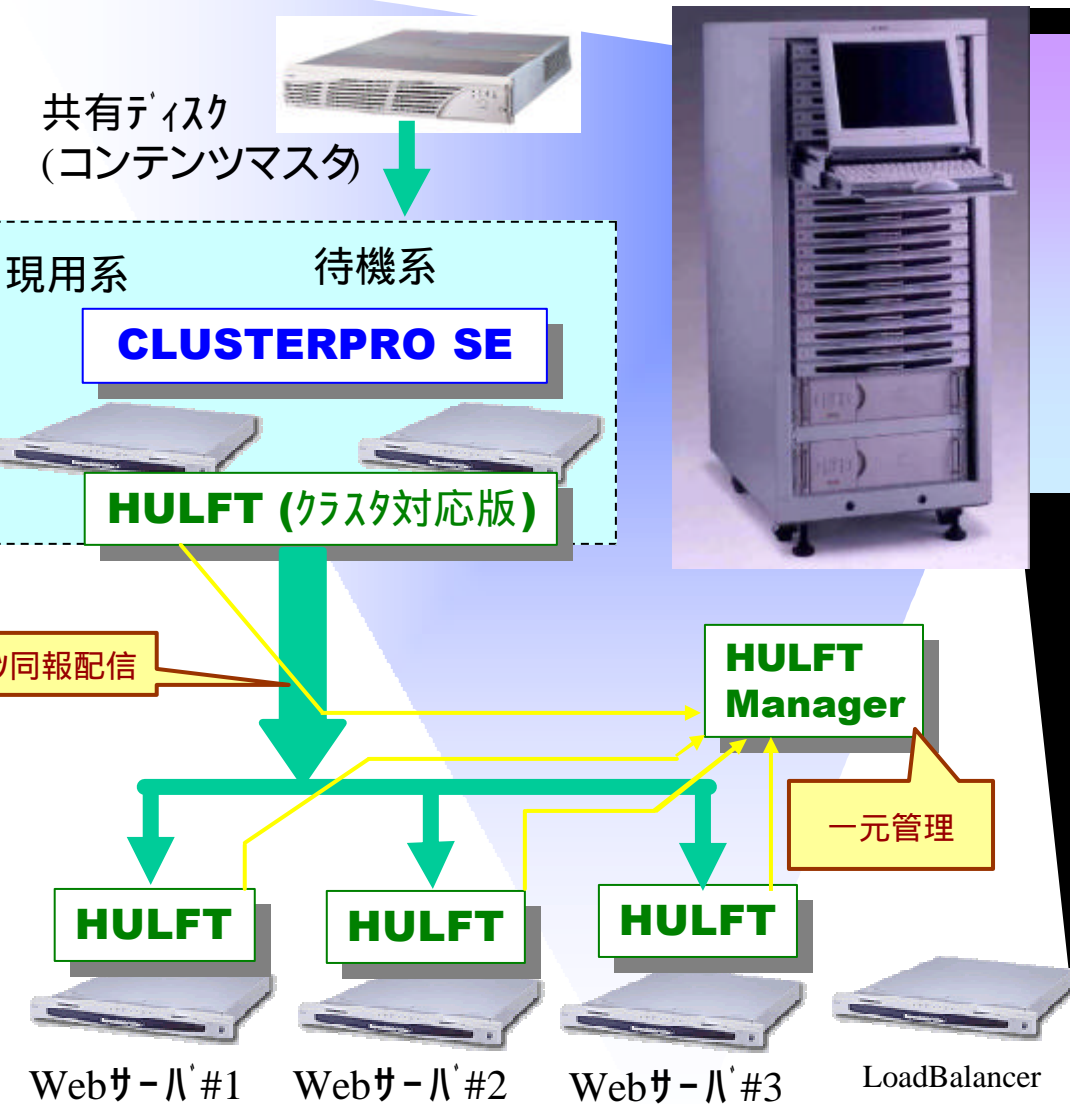 共有ﾃﾞｨｽｸ
(コンテンツマスタ)
現用系
待機系
CLUSTERPRO SE
HULFT (ｸﾗｽﾀ対応版)
ﾂ同報配信
HULFT
Manager
一元管理
HULFT
HULFT
HULFT
Webｻｰﾊﾞ#1
Webｻｰﾊﾞ#2
Webｻｰﾊﾞ#3
LoadBalancer